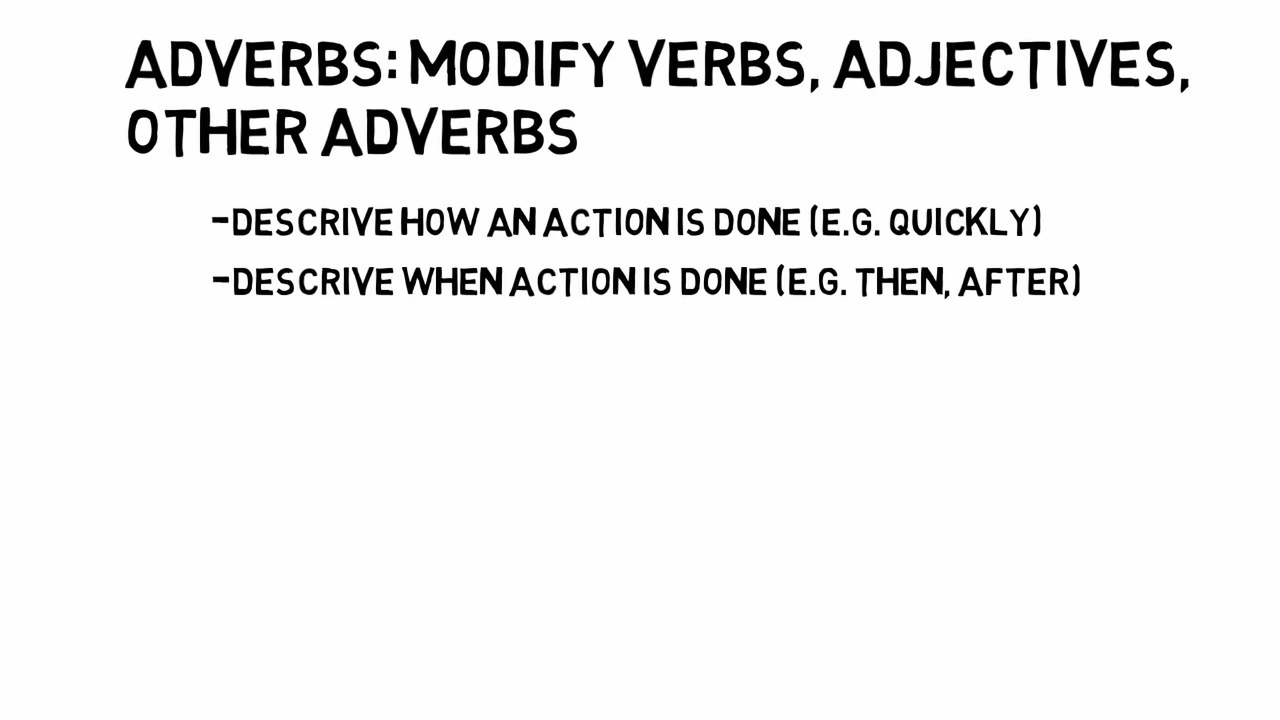 ADVERBS: MODIFY VERBS, ADJECTIVES,
OTHER ADVERBS
-DESCRIVE HOW AN ACTION IS DONE (E.G. QUICKLY)
-DESCRIVE WHEN ACTION IS DONE (E.G. THEN, AFTER)